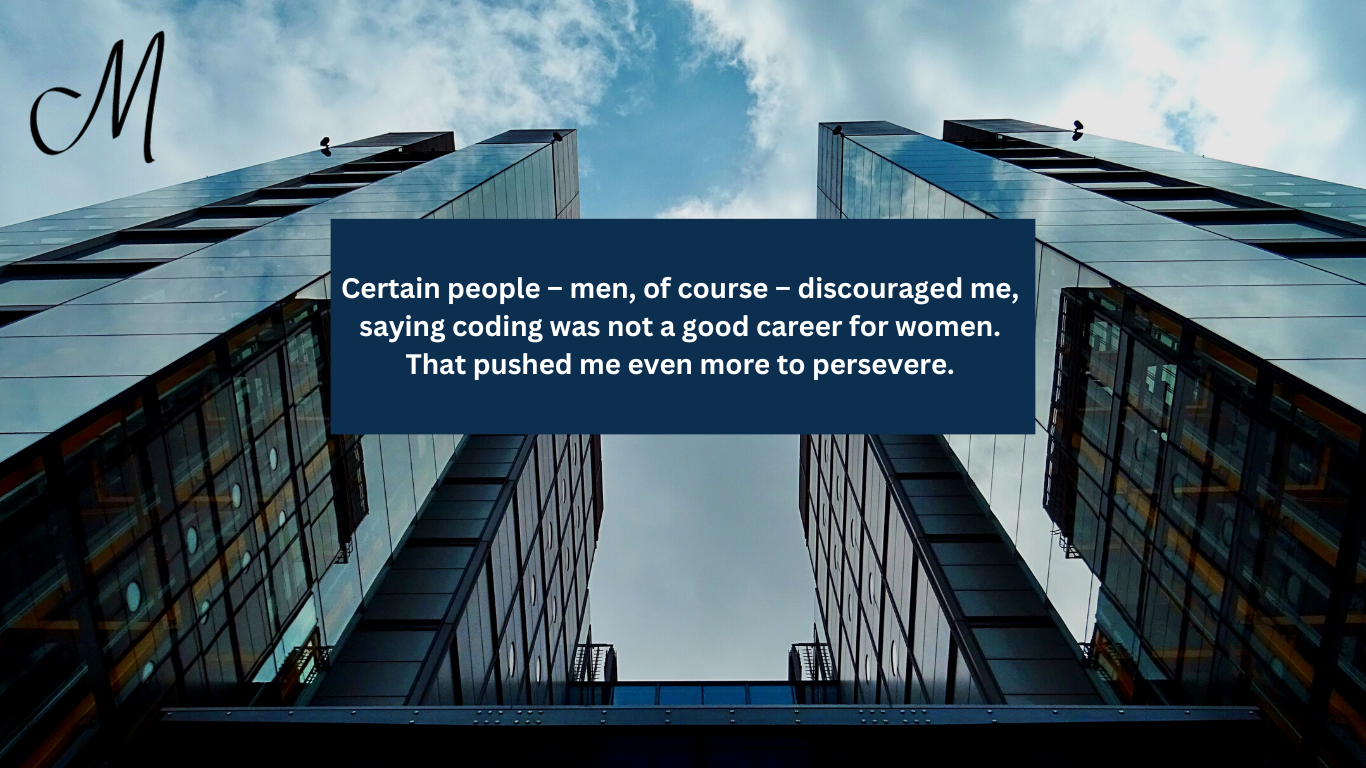 M
Certain people – men, of course – discouraged me,
saying coding was not a good career for women.
That pushed me even more to persevere.